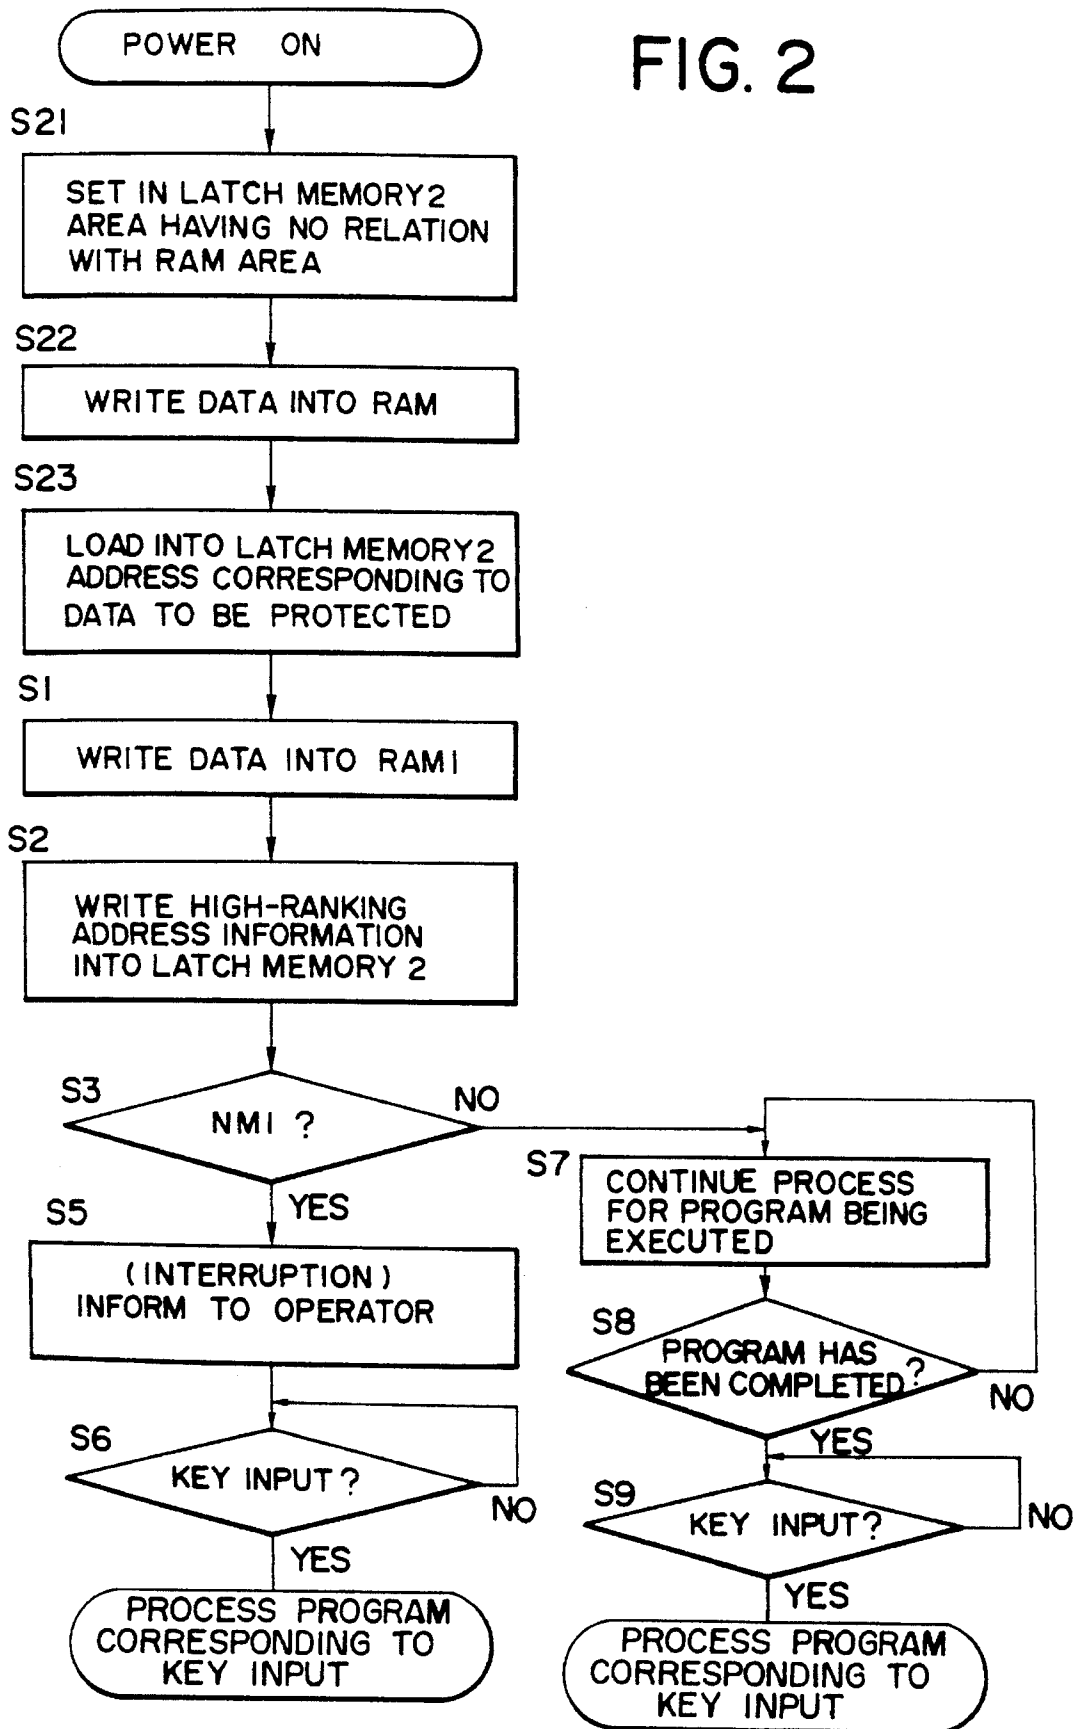 POWER ON
FIG. 2
S21
SET IN LATCH MEMORY 2
AREA HAVING NO RELATION
WITH RAM AREA
S22
WRITE DATA INTO RAM
S23
LOAD INTO LATCH MEMORY 2
ADDRESS CORRESPONDING TO
DATA TO BE PROTECTED
S1
WRITE DATA INTO RAM 1
S2
WRITE HIGH-RANKING
ADDRESS INFORMATION
INTO LATCH MEMORY 2
S3
NMI ?
NO
YES
S5
(INTERRUPTION)
INFORM TO OPERATOR
S6
KEY INPUT ?
NO
YES
PROCESS PROGRAM
CORRESPONDING TO
KEY INPUT
S7
CONTINUE PROCESS
FOR PROGRAM BEING
EXECUTED
S8
PROGRAM HAS
BEEN COMPLETED ?
NO
YES
S9
KEY INPUT ?
NO
YES
PROCESS PROGRAM
CORRESPONDING TO
KEY INPUT